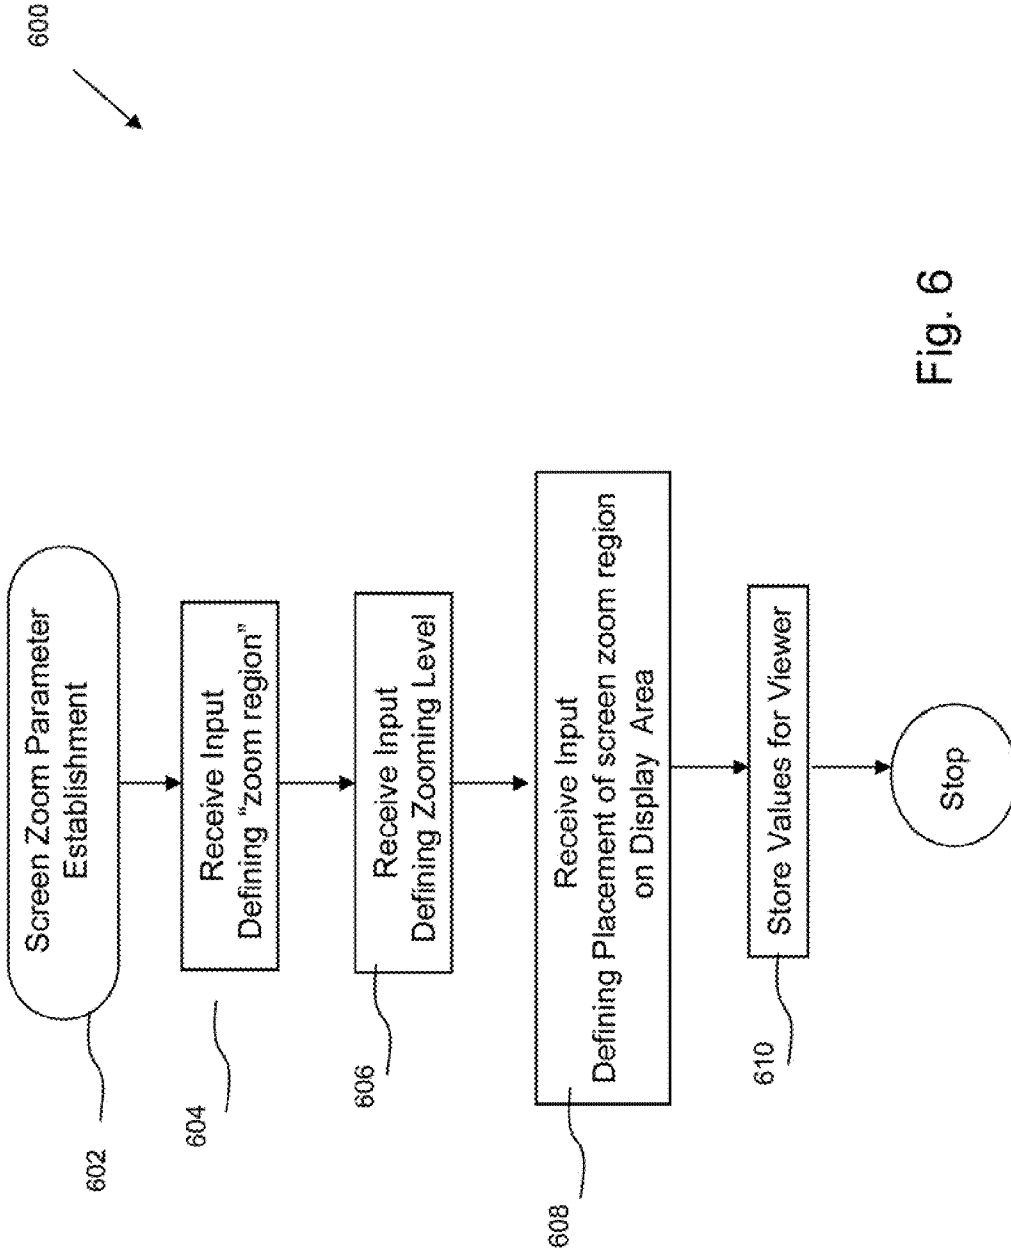 600
Screen Zoom Parameter
Establishment
602
Receive Input
Defining “zoom region”
604
Receive Input
Defining Zooming Level
606
Receive Input
Defining Placement of screen zoom region
on Display Area
608
Store Values for Viewer
610
Stop
Fig. 6